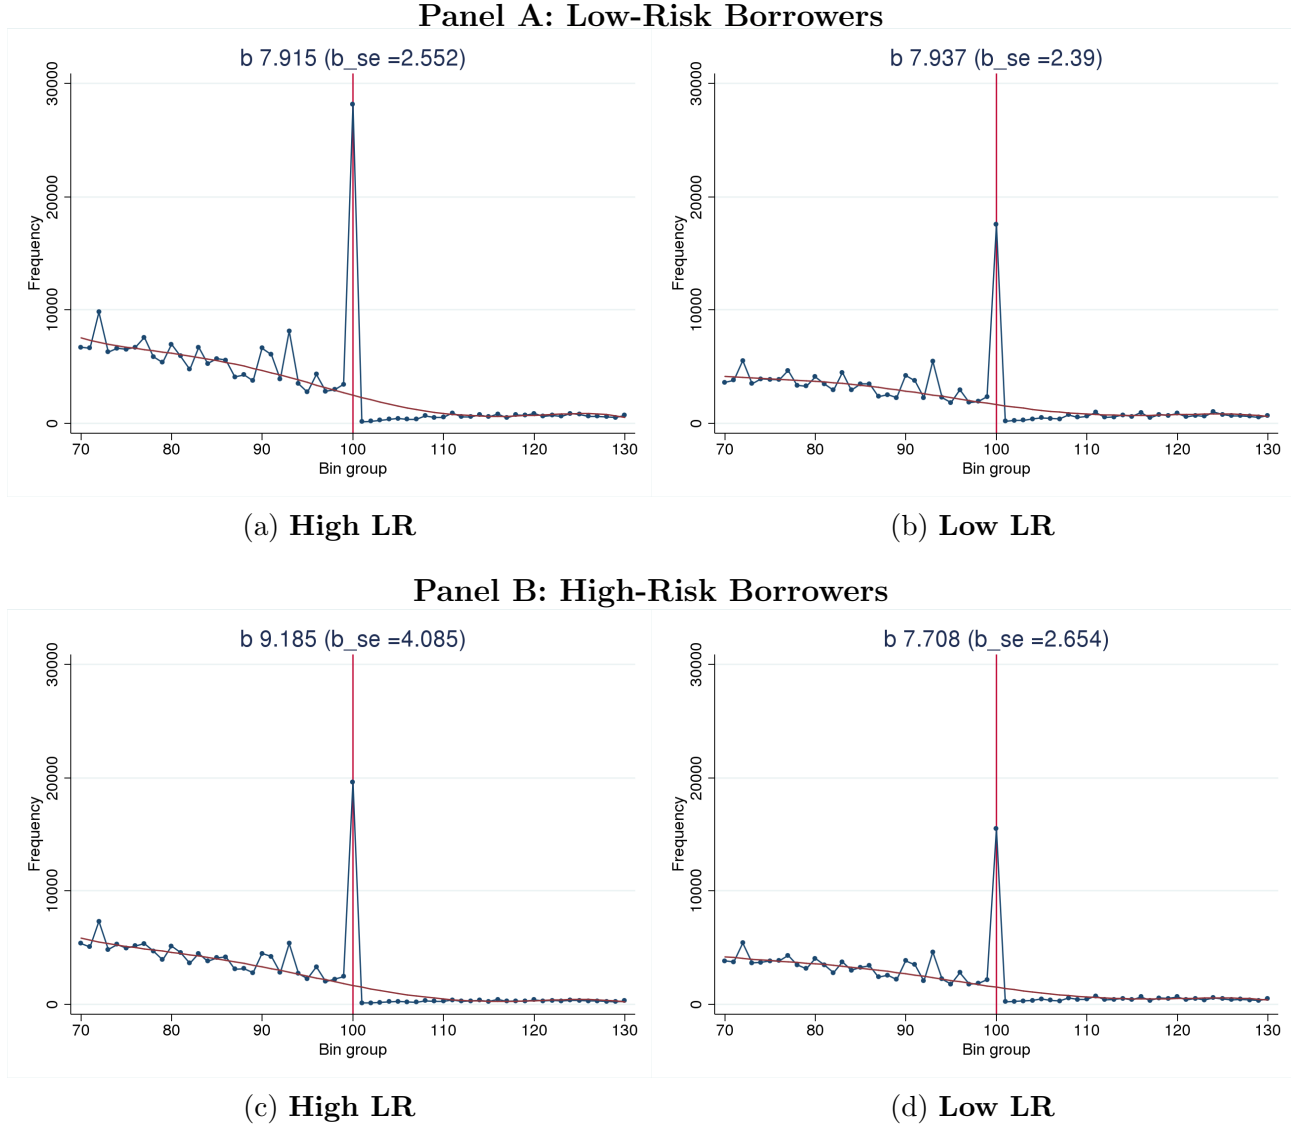 Panel A: Low-Risk Borrowers
b 7.915 (b_se =2.552)
Frequency
0 10000 20000 30000
70 80 90 100 110 120 130
Bin group
(a) High LR
b 7.937 (b_se =2.39)
Frequency
0 10000 20000 30000
70 80 90 100 110 120 130
Bin group
(b) Low LR
Panel B: High-Risk Borrowers
b 9.185 (b_se =4.085)
Frequency
0 10000 20000 30000
70 80 90 100 110 120 130
Bin group
(c) High LR
b 7.708 (b_se =2.654)
Frequency
0 10000 20000 30000
70 80 90 100 110 120 130
Bin group
(d) Low LR